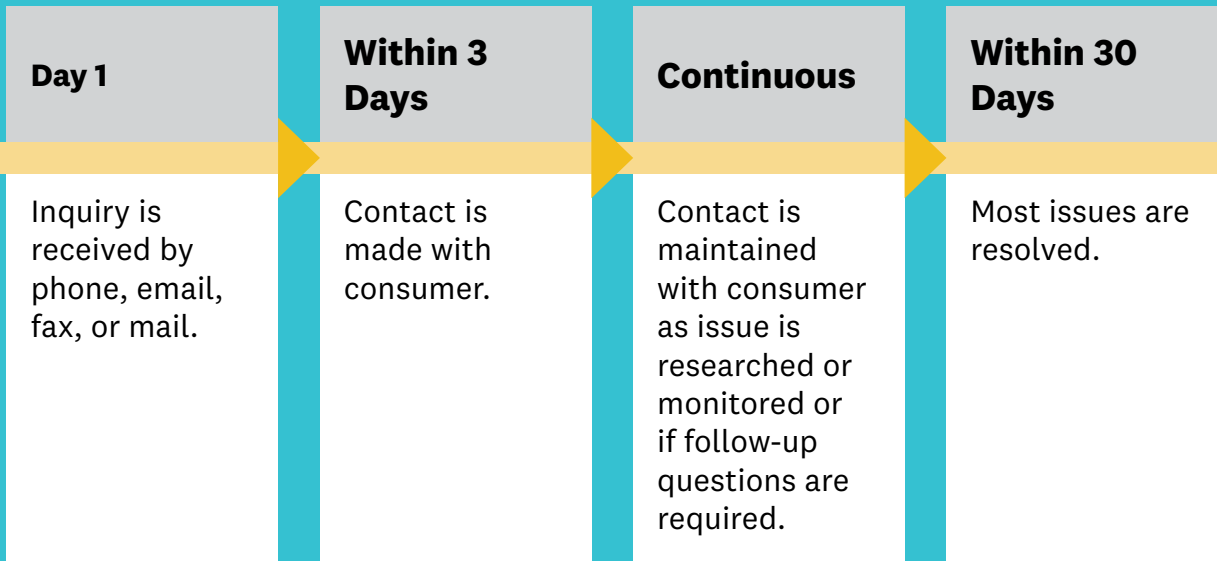 Day 1
Inquiry is
received by
phone, email,
fax, or mail.
Within 3
Days
Contact is
made with
consumer.
Continuous
Contact is
maintained
with consumer
as issue is
researched or
monitored or
if follow-up
questions are
required.
Within 30
Days
Most issues are
resolved.